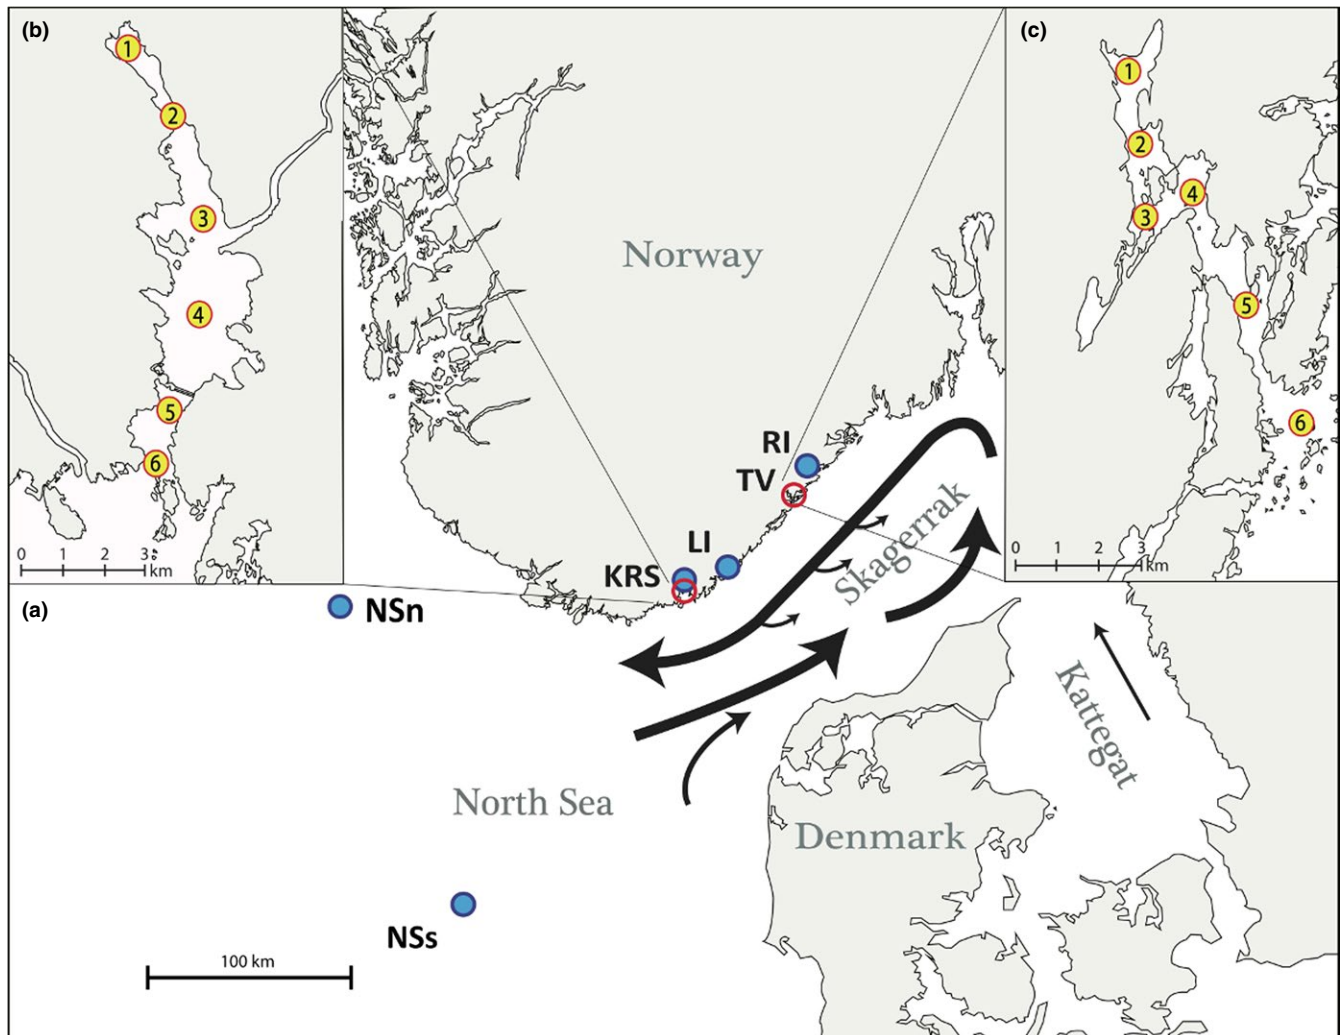 (b)
1
2
3
4
5
6
0 1 2 3
km
(c)
1
2
3
4
5
6
0 1 2 3
km
(a)
Norway
RI
TV
LI
KRS
NSn
Skagerrak
Kattegat
North Sea
Denmark
NSs
100 km